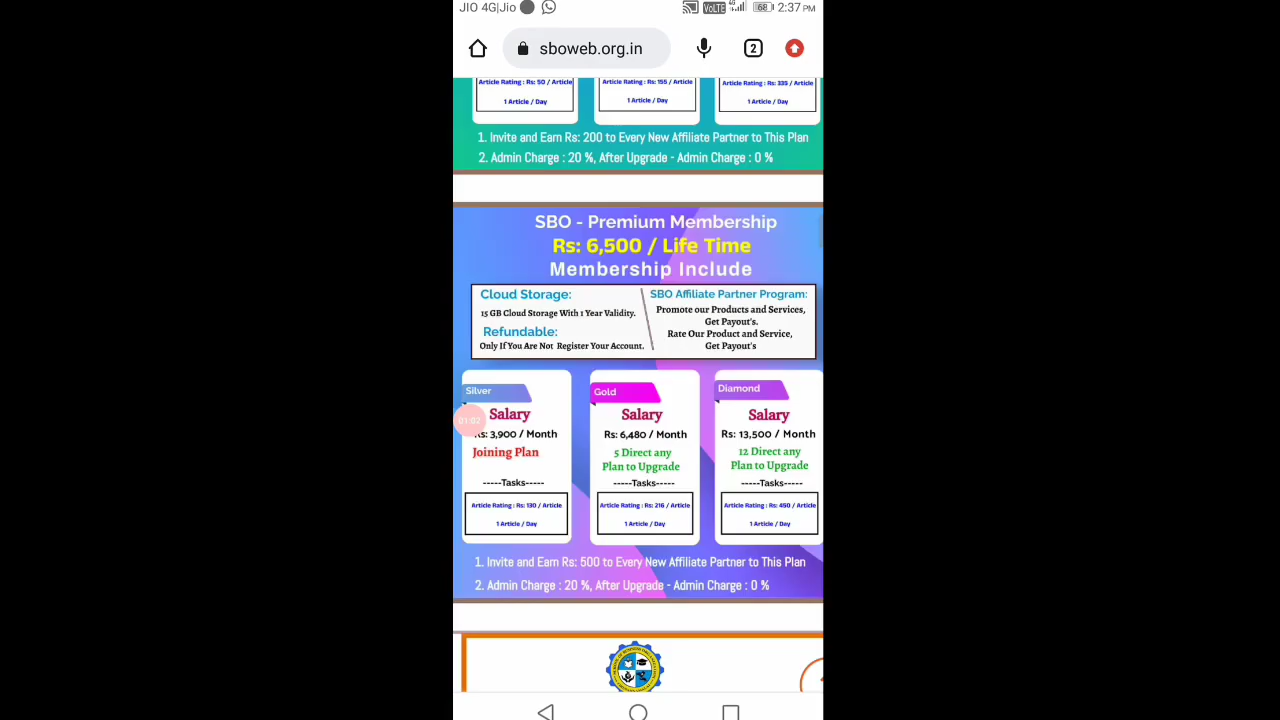 JIO 4G|Jio VoLTE 4G 68 2:37PM
sboweb.org.in 2
Article Rating : Rs: 50 / Article Article Rating : Rs: 155 / Article Article Rating : Rs: 335 / Article
1 Article / Day 1 Article / Day 1 Article / Day
1. Invite and Earn Rs: 200 to Every New Affiliate Partner to This Plan
2. Admin Charge : 20 %, After Upgrade - Admin Charge : 0 %
SBO - Premium Membership
Rs: 6,500 / Life Time
Membership Include
Cloud Storage:
15 GB Cloud Storage With 1 Year Validity.
Refundable:
Only If You Are Not Register Your Account.
SBO Affiliate Partner Program:
Promote our Products and Services,
Get Payout's.
Rate Our Product and Service,
Get Payout's
Silver
Salary
01:02
Rs: 3,900 / Month
Joining Plan
-----Tasks-----
Article Rating : Rs: 130 / Article
1 Article / Day
Gold
Salary
Rs: 6,480 / Month
5 Direct any
Plan to Upgrade
-----Tasks-----
Article Rating : Rs: 216 / Article
1 Article / Day
Diamond
Salary
Rs: 13,500 / Month
12 Direct any
Plan to Upgrade
-----Tasks-----
Article Rating : Rs: 450 / Article
1 Article / Day
1. Invite and Earn Rs: 500 to Every New Affiliate Partner to This Plan
2. Admin Charge : 20 %, After Upgrade - Admin Charge : 0 %